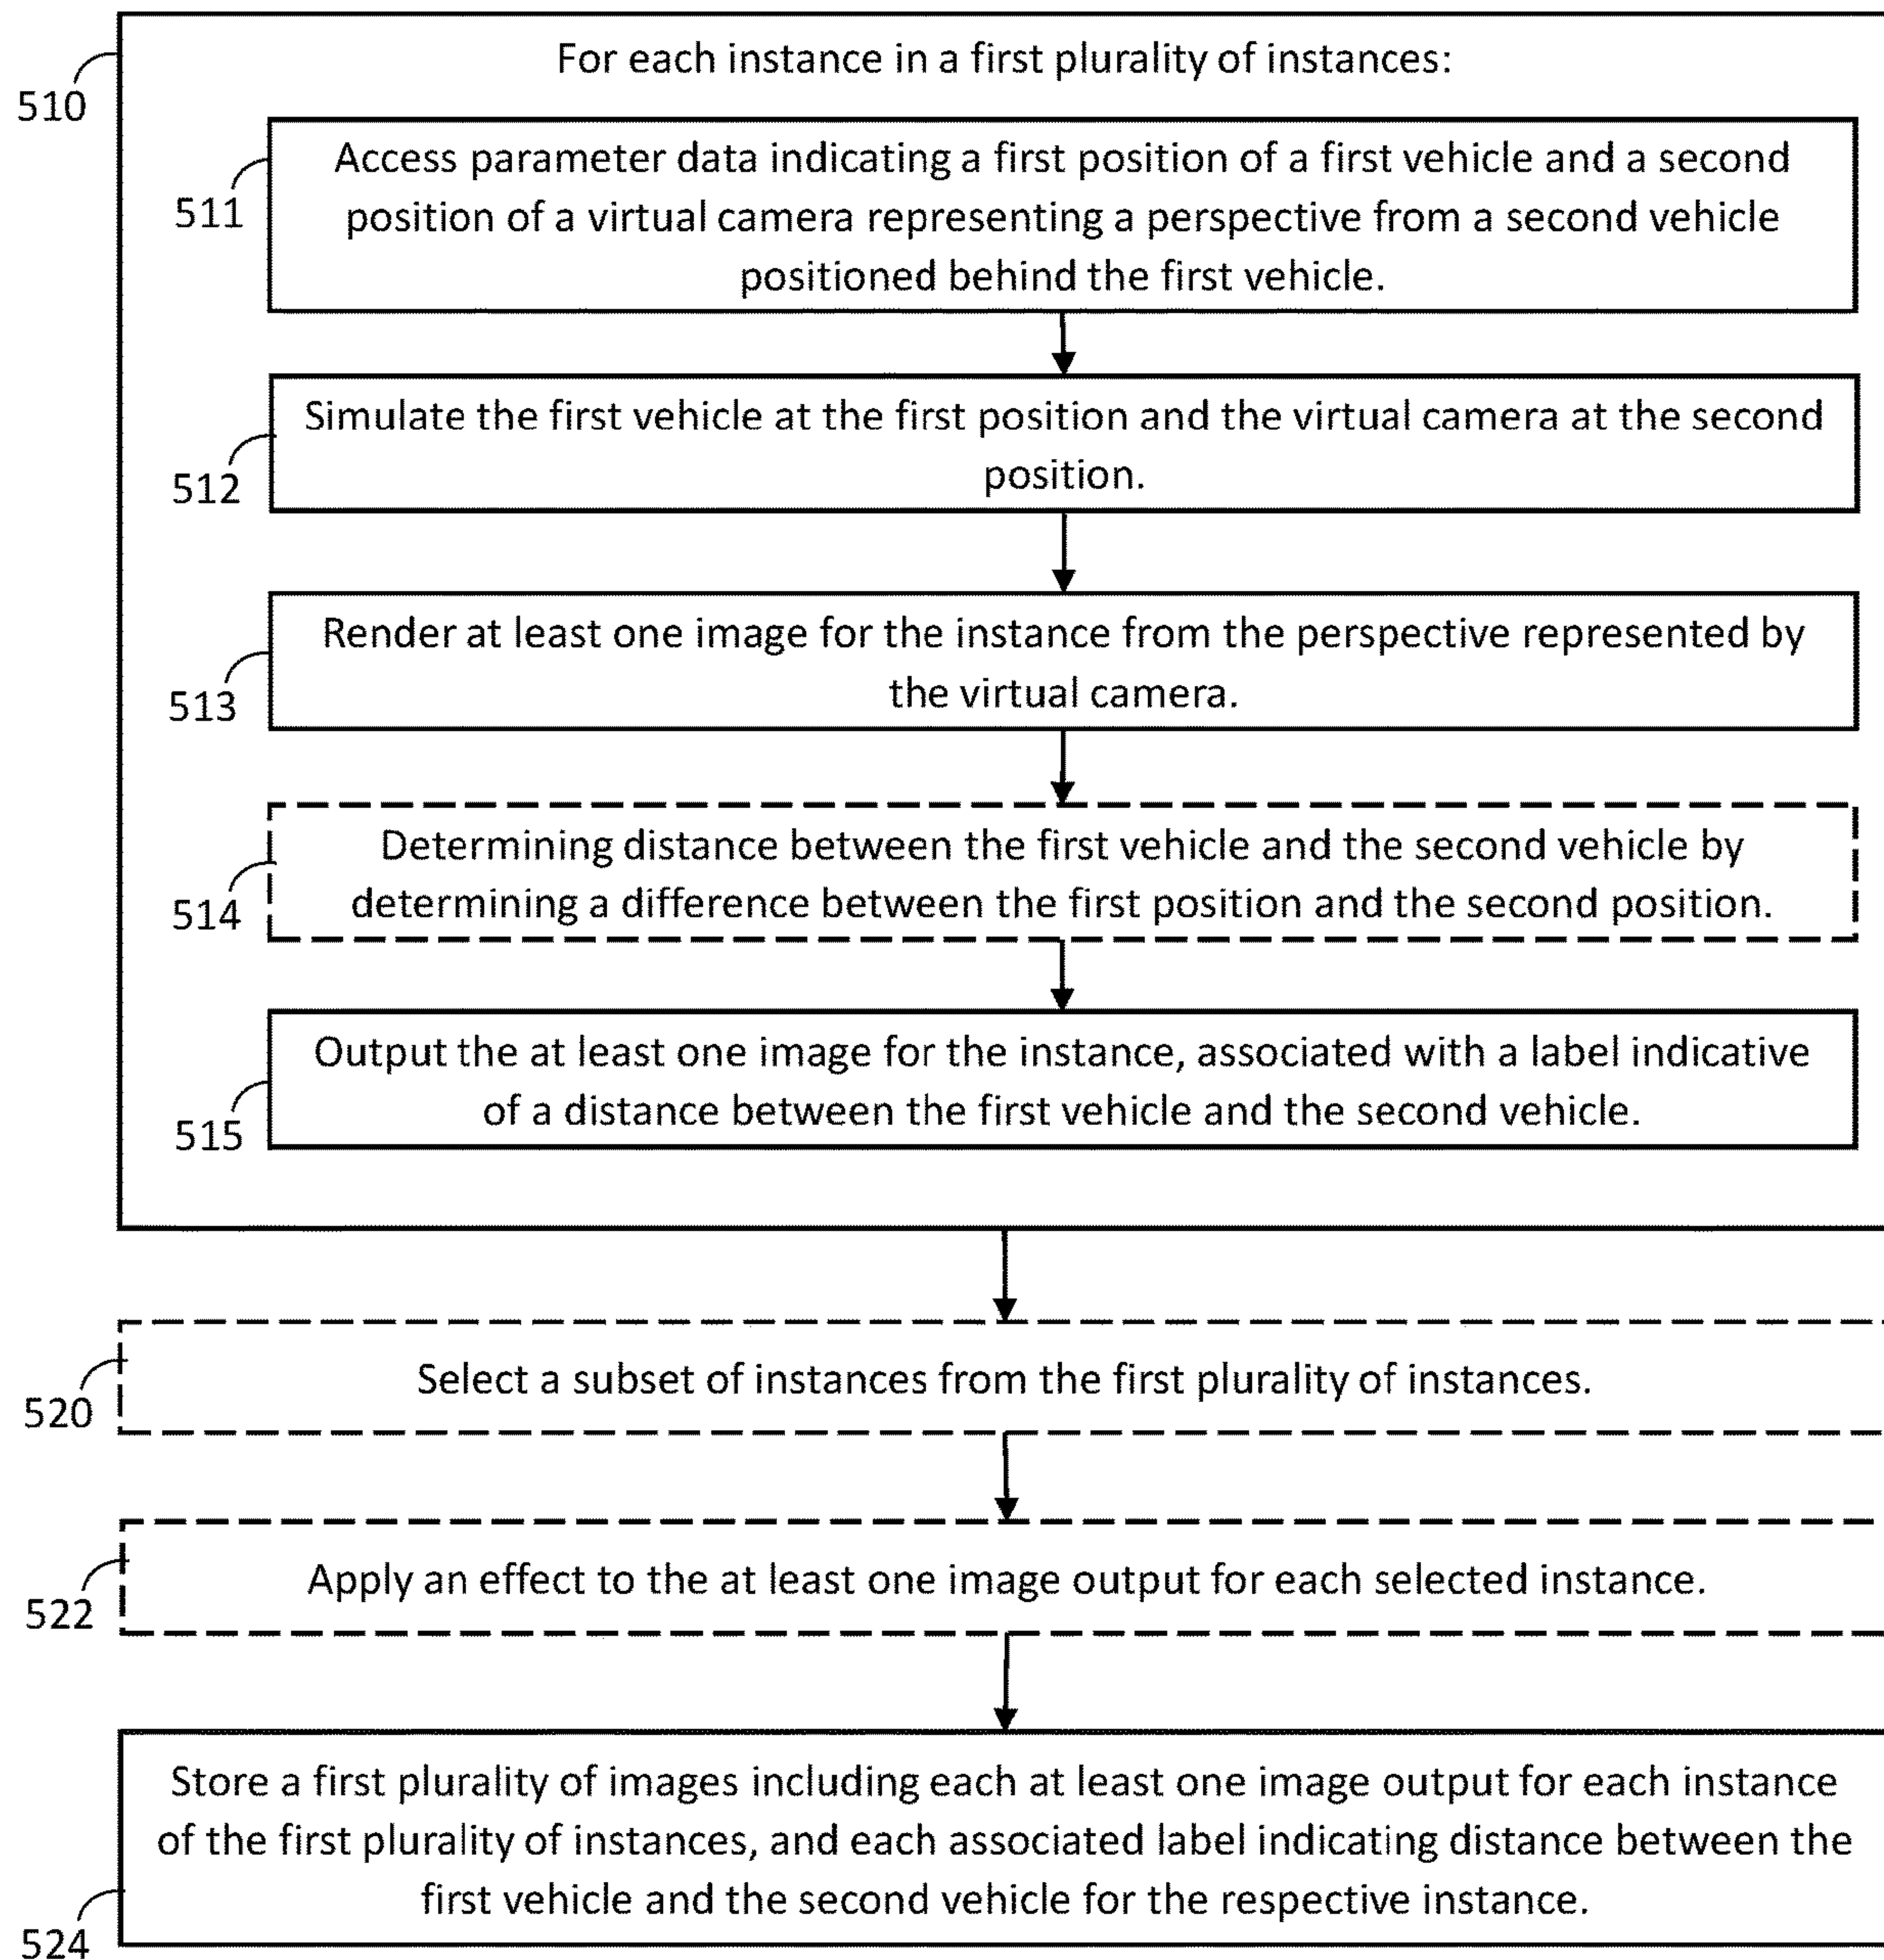 For each instance in a first plurality of instances:
510
Access parameter data indicating a first position of a first vehicle and a second
position of a virtual camera representing a perspective from a second vehicle
positioned behind the first vehicle.
511
Simulate the first vehicle at the first position and the virtual camera at the second
position.
512
Render at least one image for the instance from the perspective represented by
the virtual camera.
513
Determining distance between the first vehicle and the second vehicle by
determining a difference between the first position and the second position.
514
Output the at least one image for the instance, associated with a label indicative
of a distance between the first vehicle and the second vehicle.
515
Select a subset of instances from the first plurality of instances.
520
Apply an effect to the at least one image output for each selected instance.
522
Store a first plurality of images including each at least one image output for each instance
of the first plurality of instances, and each associated label indicating distance between the
first vehicle and the second vehicle for the respective instance.
524